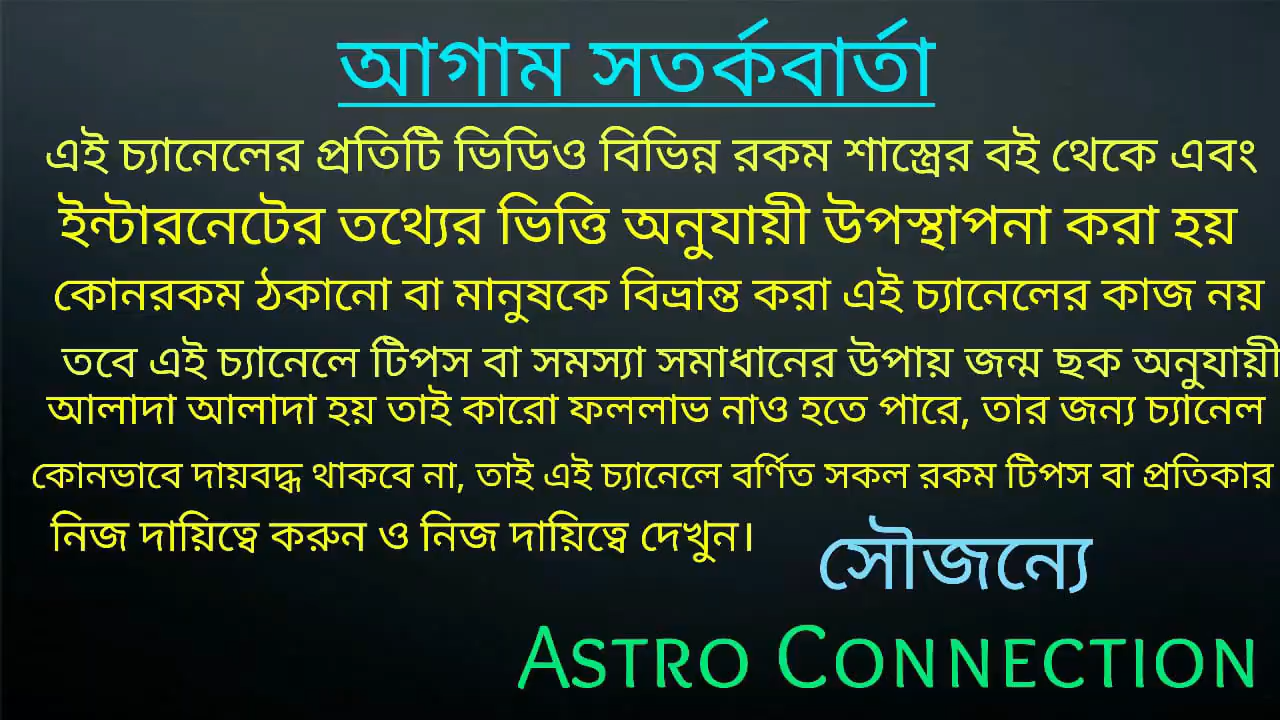 আগাম সতর্কবার্তা
এই চ্যানেলের প্রতিটি ভিডিও বিভিন্ন রকম শাস্ত্রের বই থেকে এবং
ইন্টারনেটের তথ্যের ভিত্তি অনুযায়ী উপস্থাপনা করা হয়
কোনরকম ঠকানো বা মানুষকে বিভ্রান্ত করা এই চ্যানেলের কাজ নয়
তবে এই চ্যানেলে টিপস বা সমস্যা সমাধানের উপায় জন্ম ছক অনুযায়ী
আলাদা আলাদা হয় তাই কারো ফললাভ নাও হতে পারে, তার জন্য চ্যানেল
কোনভাবে দায়বদ্ধ থাকবে না, তাই এই চ্যানেলে বর্ণিত সকল রকম টিপস বা প্রতিকার
নিজ দায়িত্বে করুন ও নিজ দায়িত্বে দেখুন।
সৌজন্যে
ASTRO CONNECTION